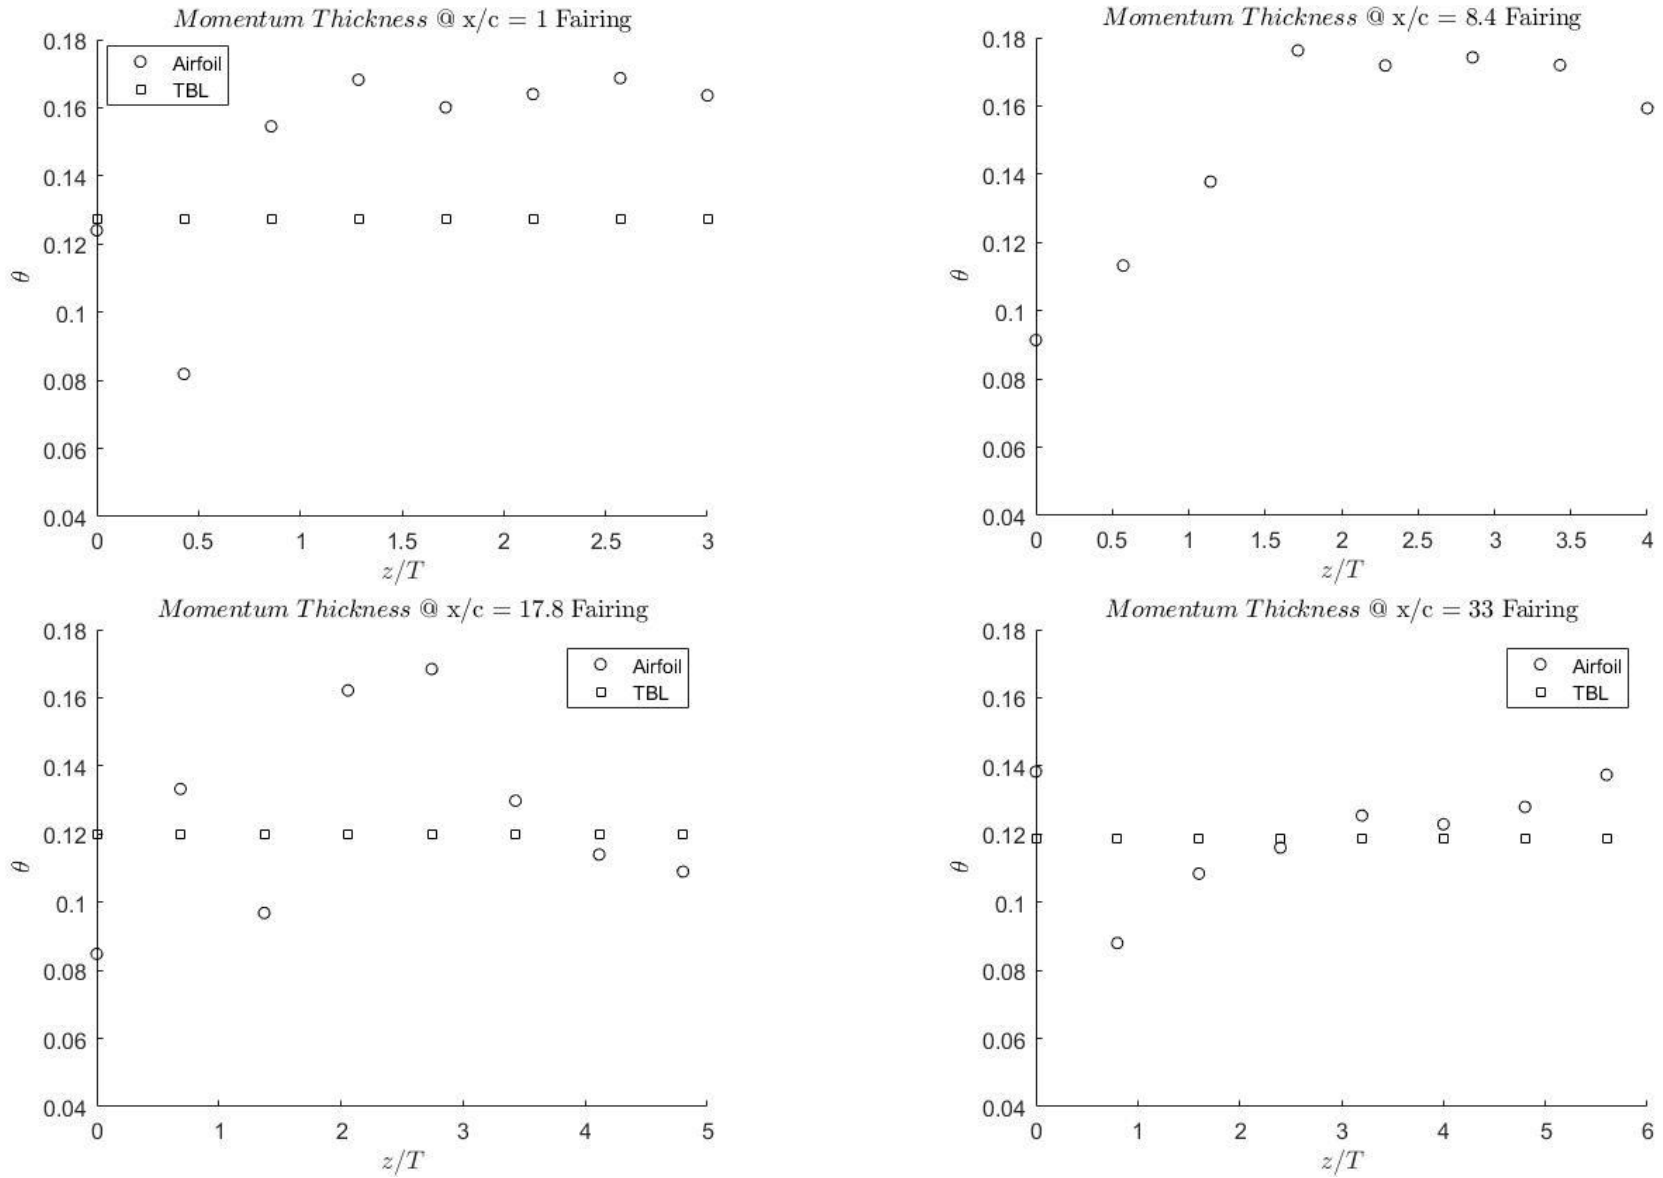 Momentum Thickness @ x/c = 1 Fairing
0.18
0.16
0.14
0.12
0.1
0.08
0.06
0.04
θ
Airfoil
TBL
0 0.5 1 1.5 2 2.5 3
z/T
Momentum Thickness @ x/c = 8.4 Fairing
0.18
0.16
0.14
0.12
0.1
0.08
0.06
0.04
θ
0 0.5 1 1.5 2 2.5 3 3.5 4
z/T
Momentum Thickness @ x/c = 17.8 Fairing
0.18
0.16
0.14
0.12
0.1
0.08
0.06
0.04
θ
Airfoil
TBL
0 1 2 3 4 5
z/T
Momentum Thickness @ x/c = 33 Fairing
0.18
0.16
0.14
0.12
0.1
0.08
0.06
0.04
θ
Airfoil
TBL
0 1 2 3 4 5 6
z/T